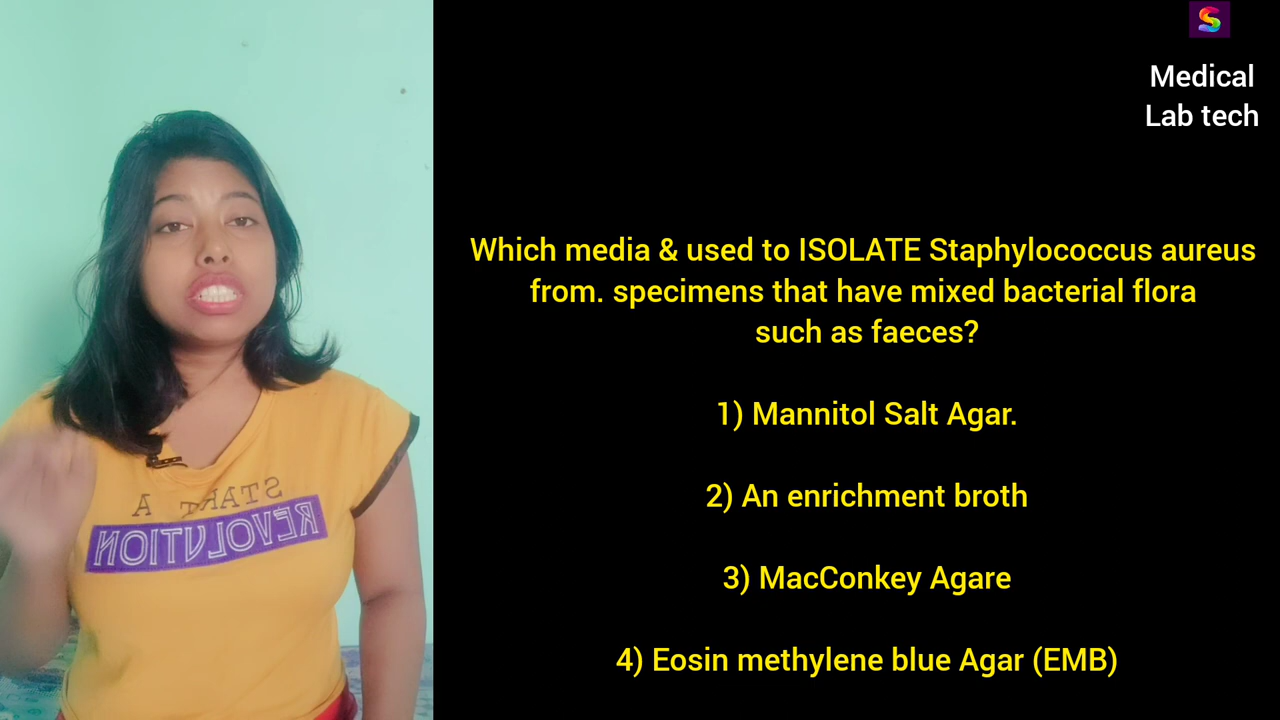 Medical
Lab tech
Which media & used to ISOLATE Staphylococcus aureus
from. specimens that have mixed bacterial flora
such as faeces?
1) Mannitol Salt Agar.
2) An enrichment broth
3) MacConkey Agare
4) Eosin methylene blue Agar (EMB)
START A
REVOLUTION